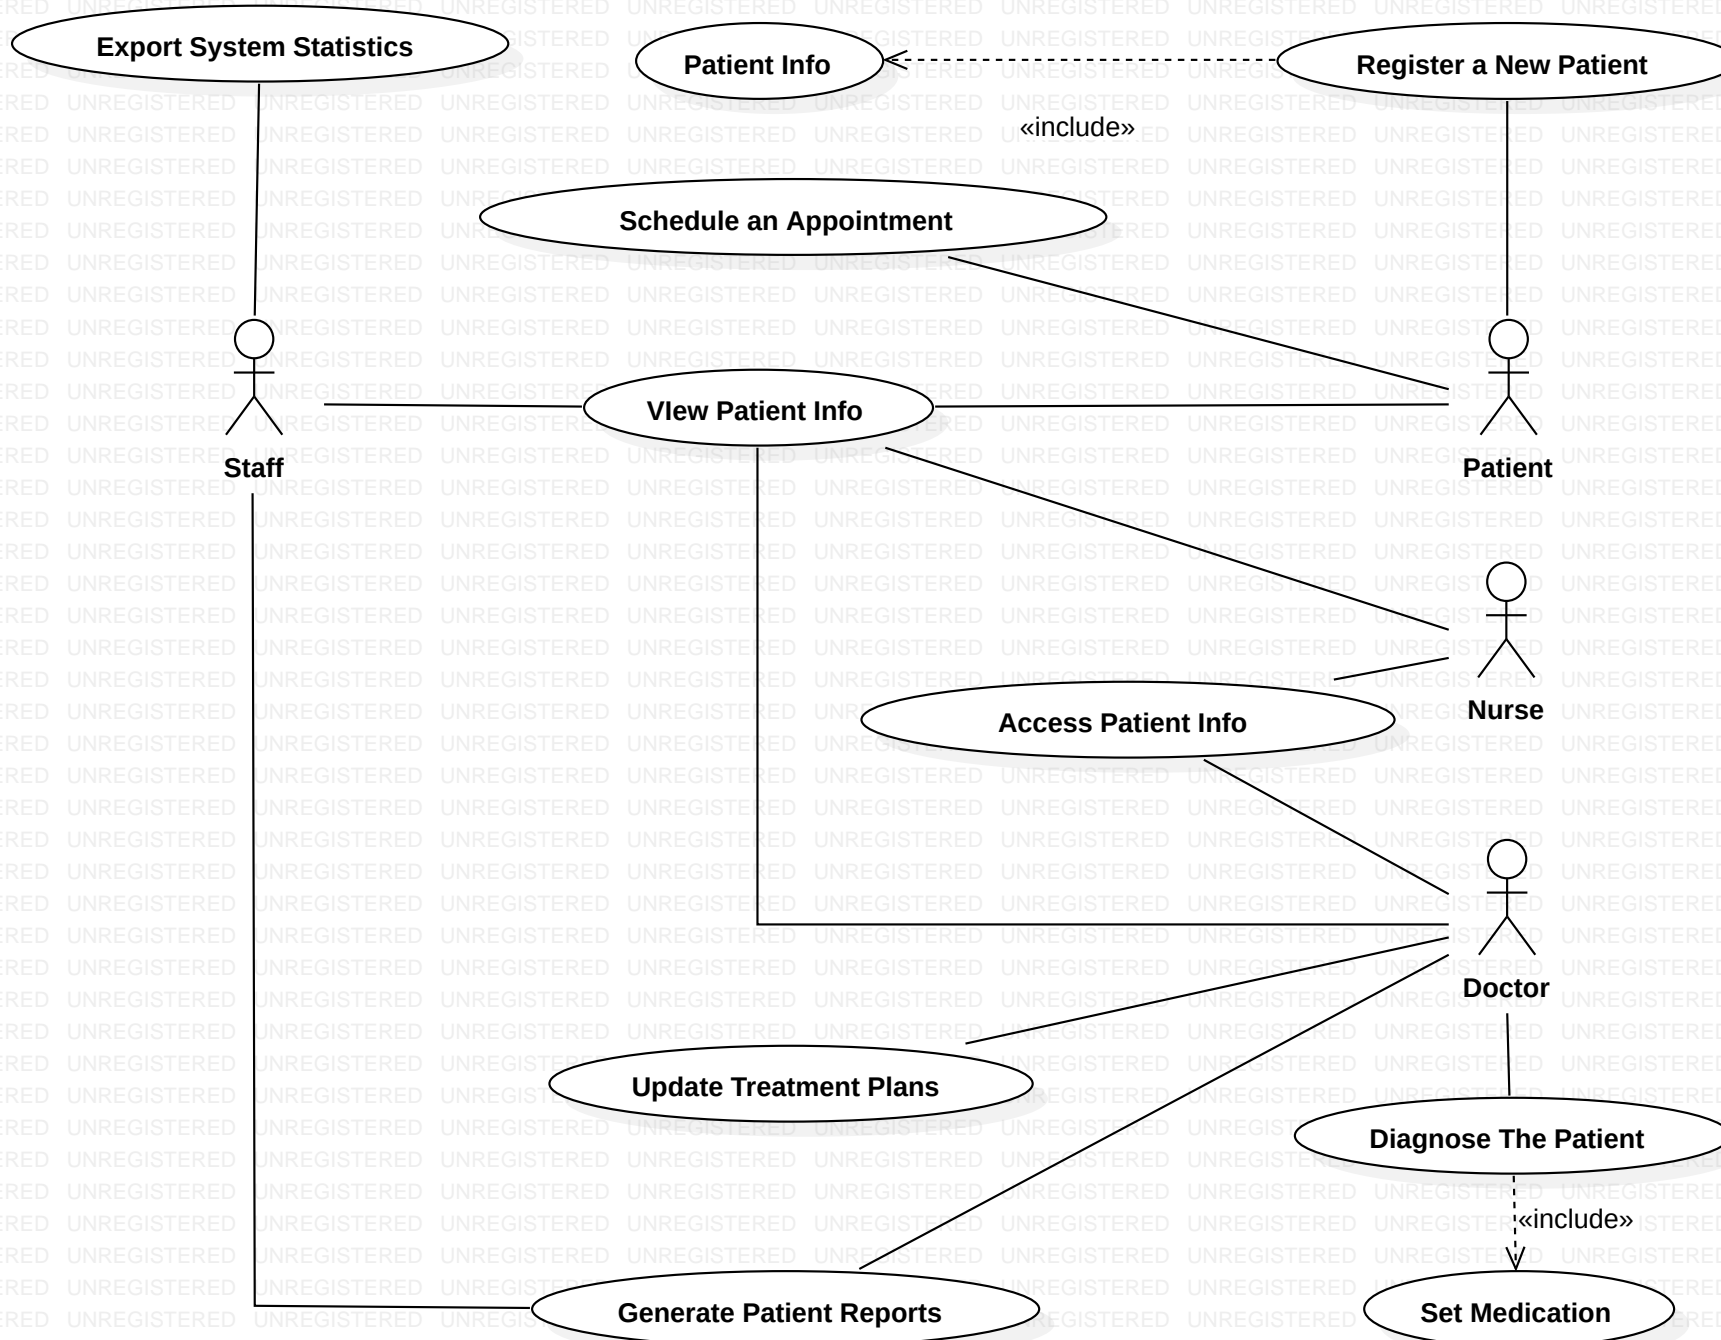 Export System Statistics
Patient Info
Register a New Patient
«include»
Schedule an Appointment
VIew Patient Info
Staff
Patient
Nurse
Access Patient Info
Doctor
Update Treatment Plans
Diagnose The Patient
«include»
Generate Patient Reports
Set Medication
UNREGISTERED